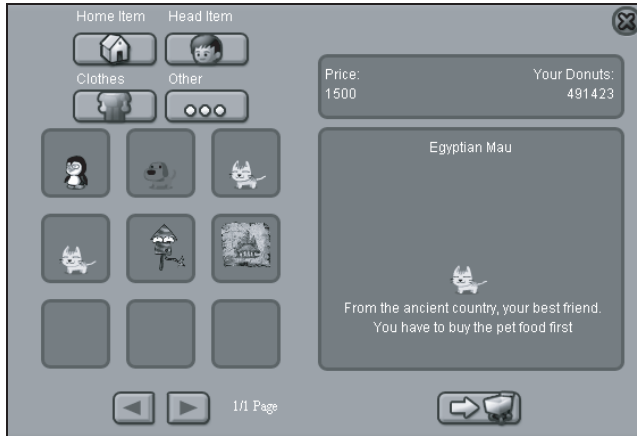 Home Item Head Item
Clothes Other
Price: Your Donuts:
1500 491423
Egyptian Mau
From the ancient country, your best friend.
You have to buy the pet food first
1/1 Page